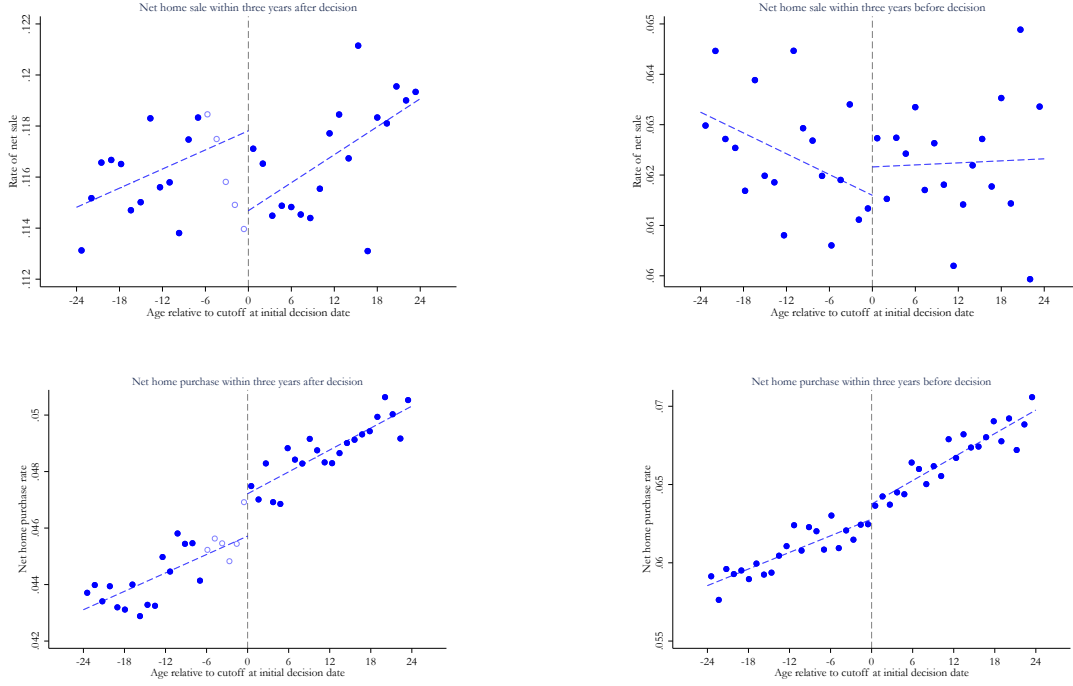 Net home sale within three years after decision
Rate of net sale
.122
.12
.118
.116
.114
.112
-24 -18 -12 -6 0 6 12 18 24
Age relative to cutoff at initial decision date
Net home sale within three years before decision
Rate of net sale
.065
.064
.063
.062
.061
.06
-24 -18 -12 -6 0 6 12 18 24
Age relative to cutoff at initial decision date
Net home purchase within three years after decision
Net home purchase rate
.05
.048
.046
.044
.042
-24 -18 -12 -6 0 6 12 18 24
Age relative to cutoff at initial decision date
Net home purchase within three years before decision
Net home purchase rate
.07
.065
.06
.055
-24 -18 -12 -6 0 6 12 18 24
Age relative to cutoff at initial decision date